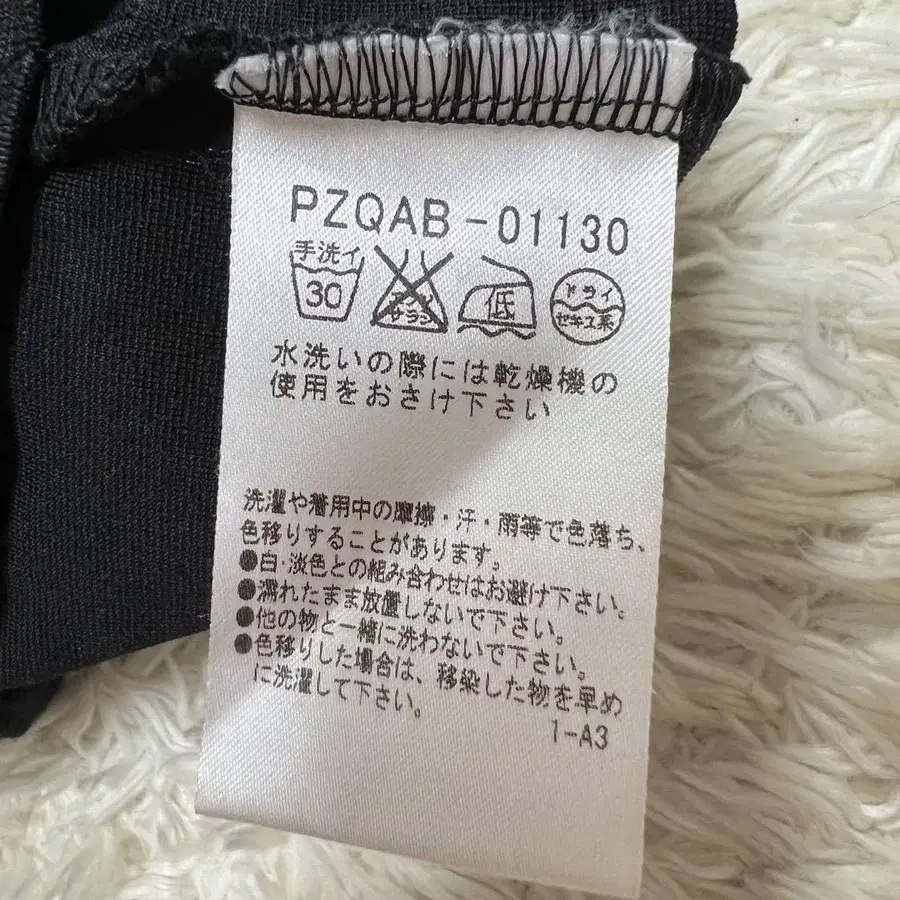 PZQAB-01130
手洗イ
30
エンソ
サラシ
低
ドライ
セキユ系
水洗いの際には乾燥機の
使用をおさけ下さい
洗濯や着用中の摩擦・汗・雨等で色落ち、
色移りすることがあります。
●白・淡色との組み合わせはお避け下さい。
●濡れたまま放置しないで下さい。
●他の物と一緒に洗わないで下さい。
●色移りした場合は、移染した物を早め
に洗濯して下さい。
1-A3